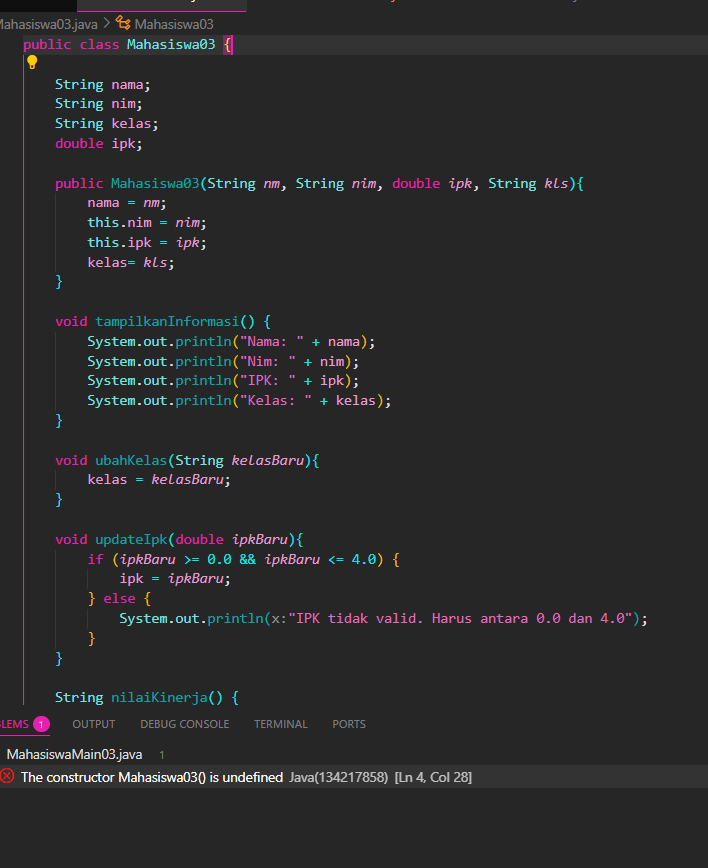 Mahasiswa03.java > Mahasiswa03
public class Mahasiswa03 {
String nama;
String nim;
String kelas;
double ipk;
public Mahasiswa03(String nm, String nim, double ipk, String kls){
nama = nm;
this.nim = nim;
this.ipk = ipk;
kelas= kls;
}
void tampilkanInformasi() {
System.out.println("Nama: " + nama);
System.out.println("Nim: " + nim);
System.out.println("IPK: " + ipk);
System.out.println("Kelas: " + kelas);
}
void ubahKelas(String kelasBaru){
kelas = kelasBaru;
}
void updateIpk(double ipkBaru){
if (ipkBaru >= 0.0 && ipkBaru <= 4.0) {
ipk = ipkBaru;
} else {
System.out.println(x:"IPK tidak valid. Harus antara 0.0 dan 4.0");
}
}
String nilaiKinerja() {
LEMS 1 OUTPUT DEBUG CONSOLE TERMINAL PORTS
MahasiswaMain03.java 1
The constructor Mahasiswa03() is undefined Java(134217858) [Ln 4, Col 28]